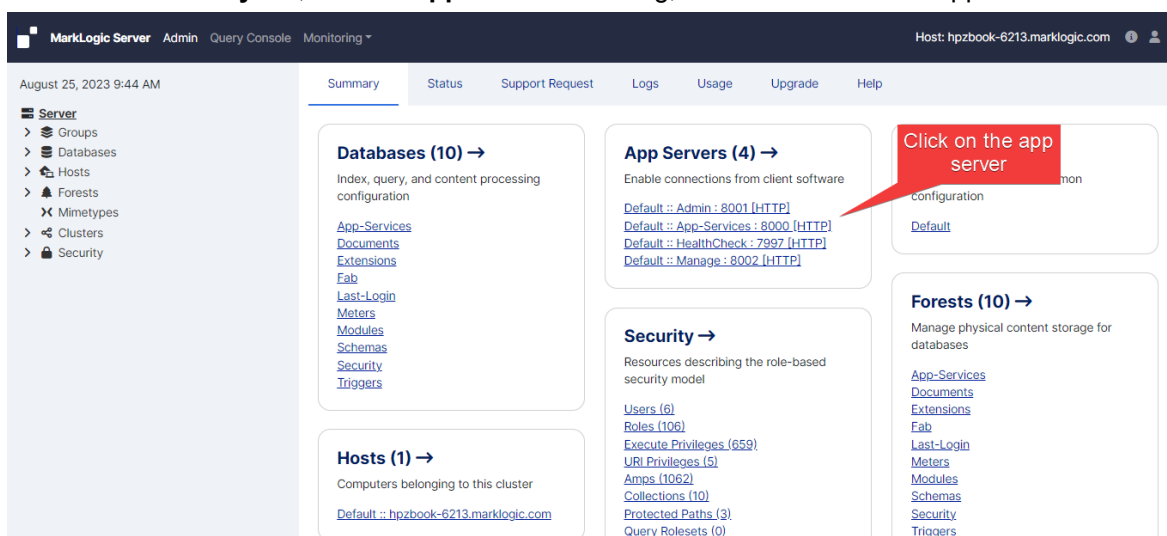 MarkLogic Server Admin Query Console Monitoring
Host: hpzbook-6213.marklogic.com
August 25, 2023 9:44 AM
Server
Groups
Databases
Hosts
Forests
Mimetypes
Clusters
Security
Summary Status Support Request Logs Usage Upgrade Help
Databases (10) →
Index, query, and content processing
configuration
App-Services
Documents
Extensions
Fab
Last-Login
Meters
Modules
Schemas
Security
Triggers
Hosts (1) →
Computers belonging to this cluster
Default :: hpzbook-6213.marklogic.com
App Servers (4) →
Enable connections from client software
Default :: Admin : 8001 [HTTP]
Default :: App-Services : 8000 [HTTP]
Default :: HealthCheck : 7997 [HTTP]
Default :: Manage : 8002 [HTTP]
Click on the app
server
Security →
Resources describing the role-based
security model
Users (6)
Roles (106)
Execute Privileges (659)
URI Privileges (5)
Amps (1062)
Collections (10)
Protected Paths (3)
Query Rolesets (0)
configuration
Default
Forests (10) →
Manage physical content storage for
databases
App-Services
Documents
Extensions
Fab
Last-Login
Meters
Modules
Schemas
Security
Triggers